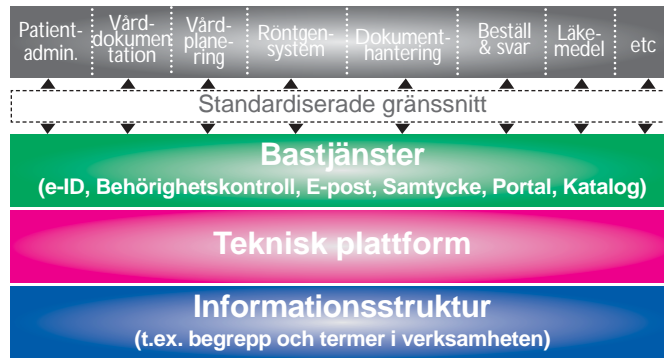 Patient-
admin.
Vård-
dokumen
tation
Vård-
plane-
ring
Röntgen-
system
Dokument-
hantering
Beställ
& svar
Läke-
medel
etc
Standardiserade gränssnitt
Bastjänster
(e-ID, Behörighetskontroll, E-post, Samtycke, Portal, Katalog)
Teknisk plattform
Informationsstruktur
(t.ex. begrepp och termer i verksamheten)